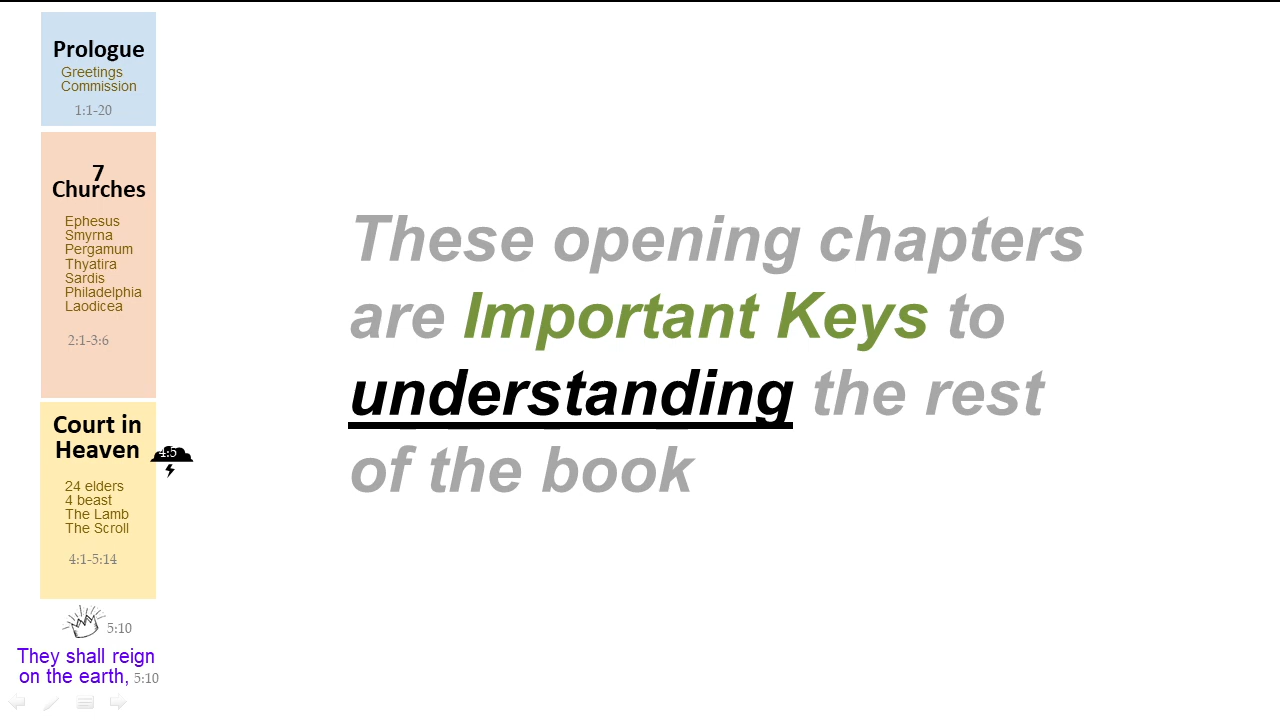 Prologue
Greetings
Commission
1:1-20
7
Churches
Ephesus
Smyrna
Pergamum
Thyatira
Sardis
Philadelphia
Laodicea
2:1-3:6
Court in
Heaven
4:5
24 elders
4 beast
The Lamb
The Scroll
4:1-5:14
5:10
They shall reign
on the earth, 5:10
These opening chapters
are Important Keys to
understanding the rest
of the book